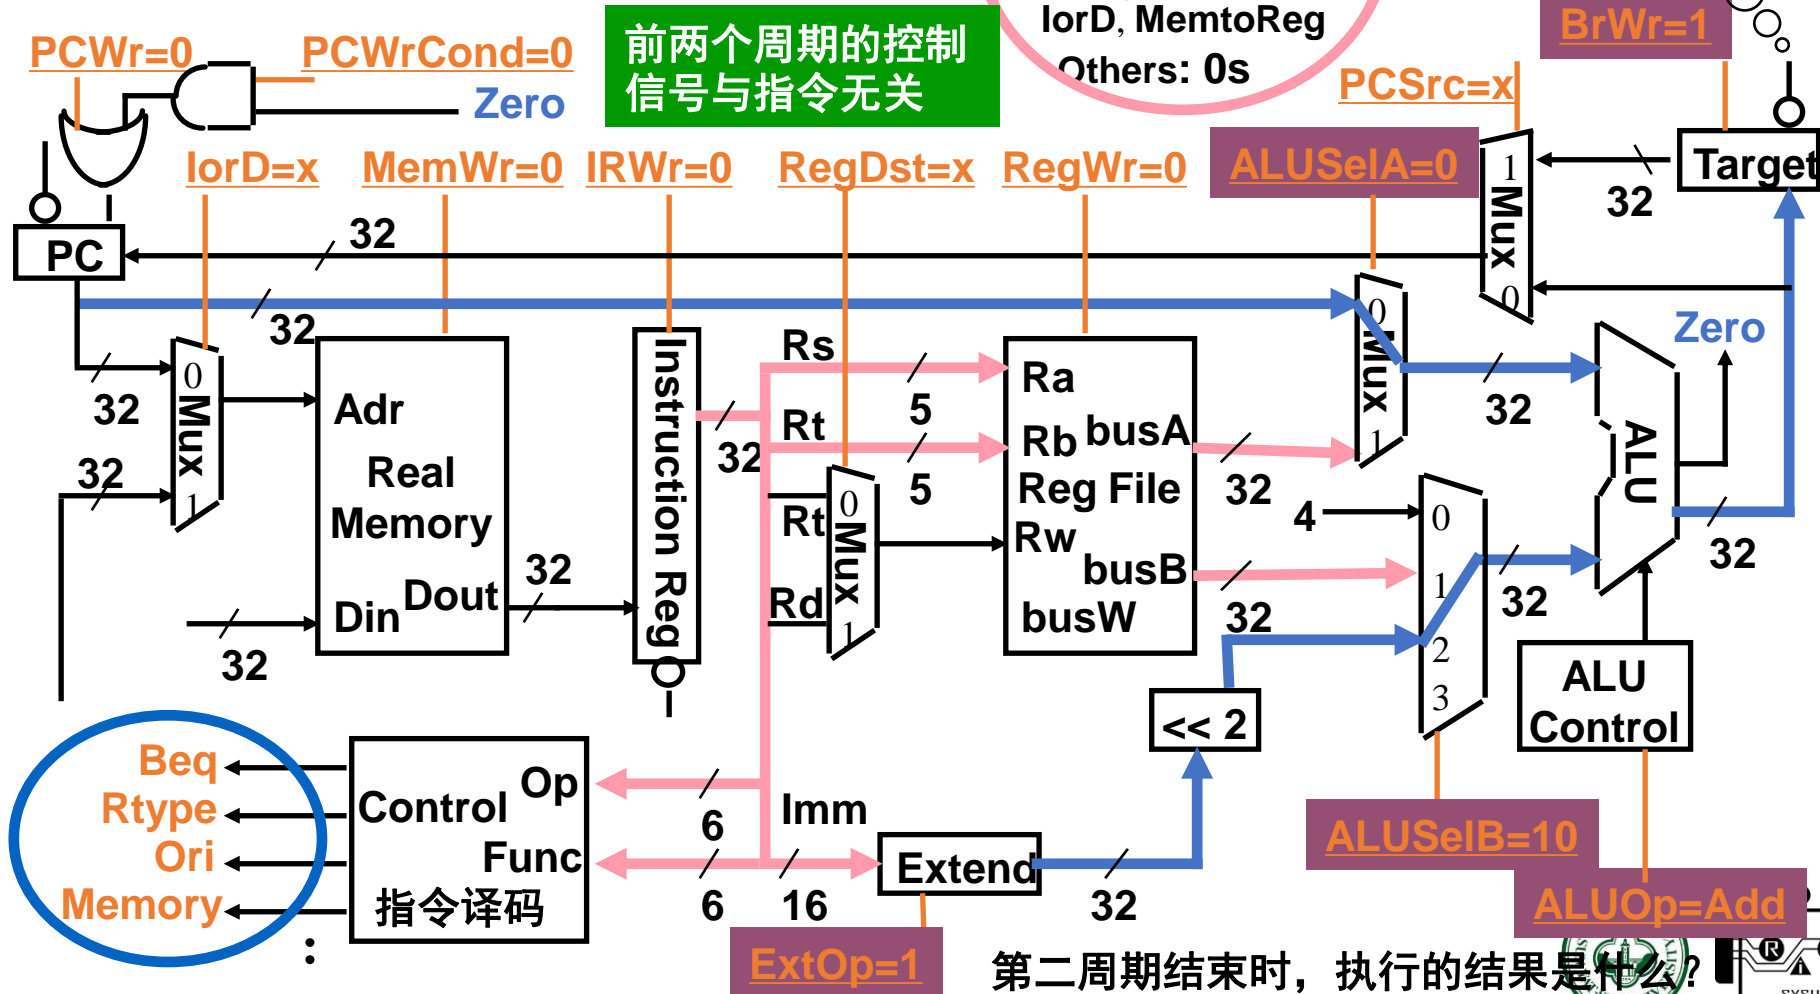 IorD, MemtoReg
Others: 0s
BrWr=1
PCWr=0
PCWrCond=0
前两个周期的控制
信号与指令无关
Zero
PCSrc=x
IorD=x
MemWr=0
IRWr=0
RegDst=x
RegWr=0
ALUSelA=0
1
Mux
0
Target
32
PC
32
32
32
32
0
Mux
1
Adr
Real
Memory
Din
Dout
32
32
Instruction Reg
32
Rs
5
Rt
5
Rt
Rd
0
Mux
1
Ra
Rb
busA
Reg File
Rw
busB
busW
32
32
0
Mux
1
32
4
0
1
2
3
32
ALU
Zero
32
<< 2
ALU
Control
Beq
Rtype
Ori
Memory
:
Control
Op
Func
指令译码
6
6
Imm
16
Extend
32
ExtOp=1
ALUSelB=10
ALUOp=Add
第二周期结束时，执行的结果是什么?